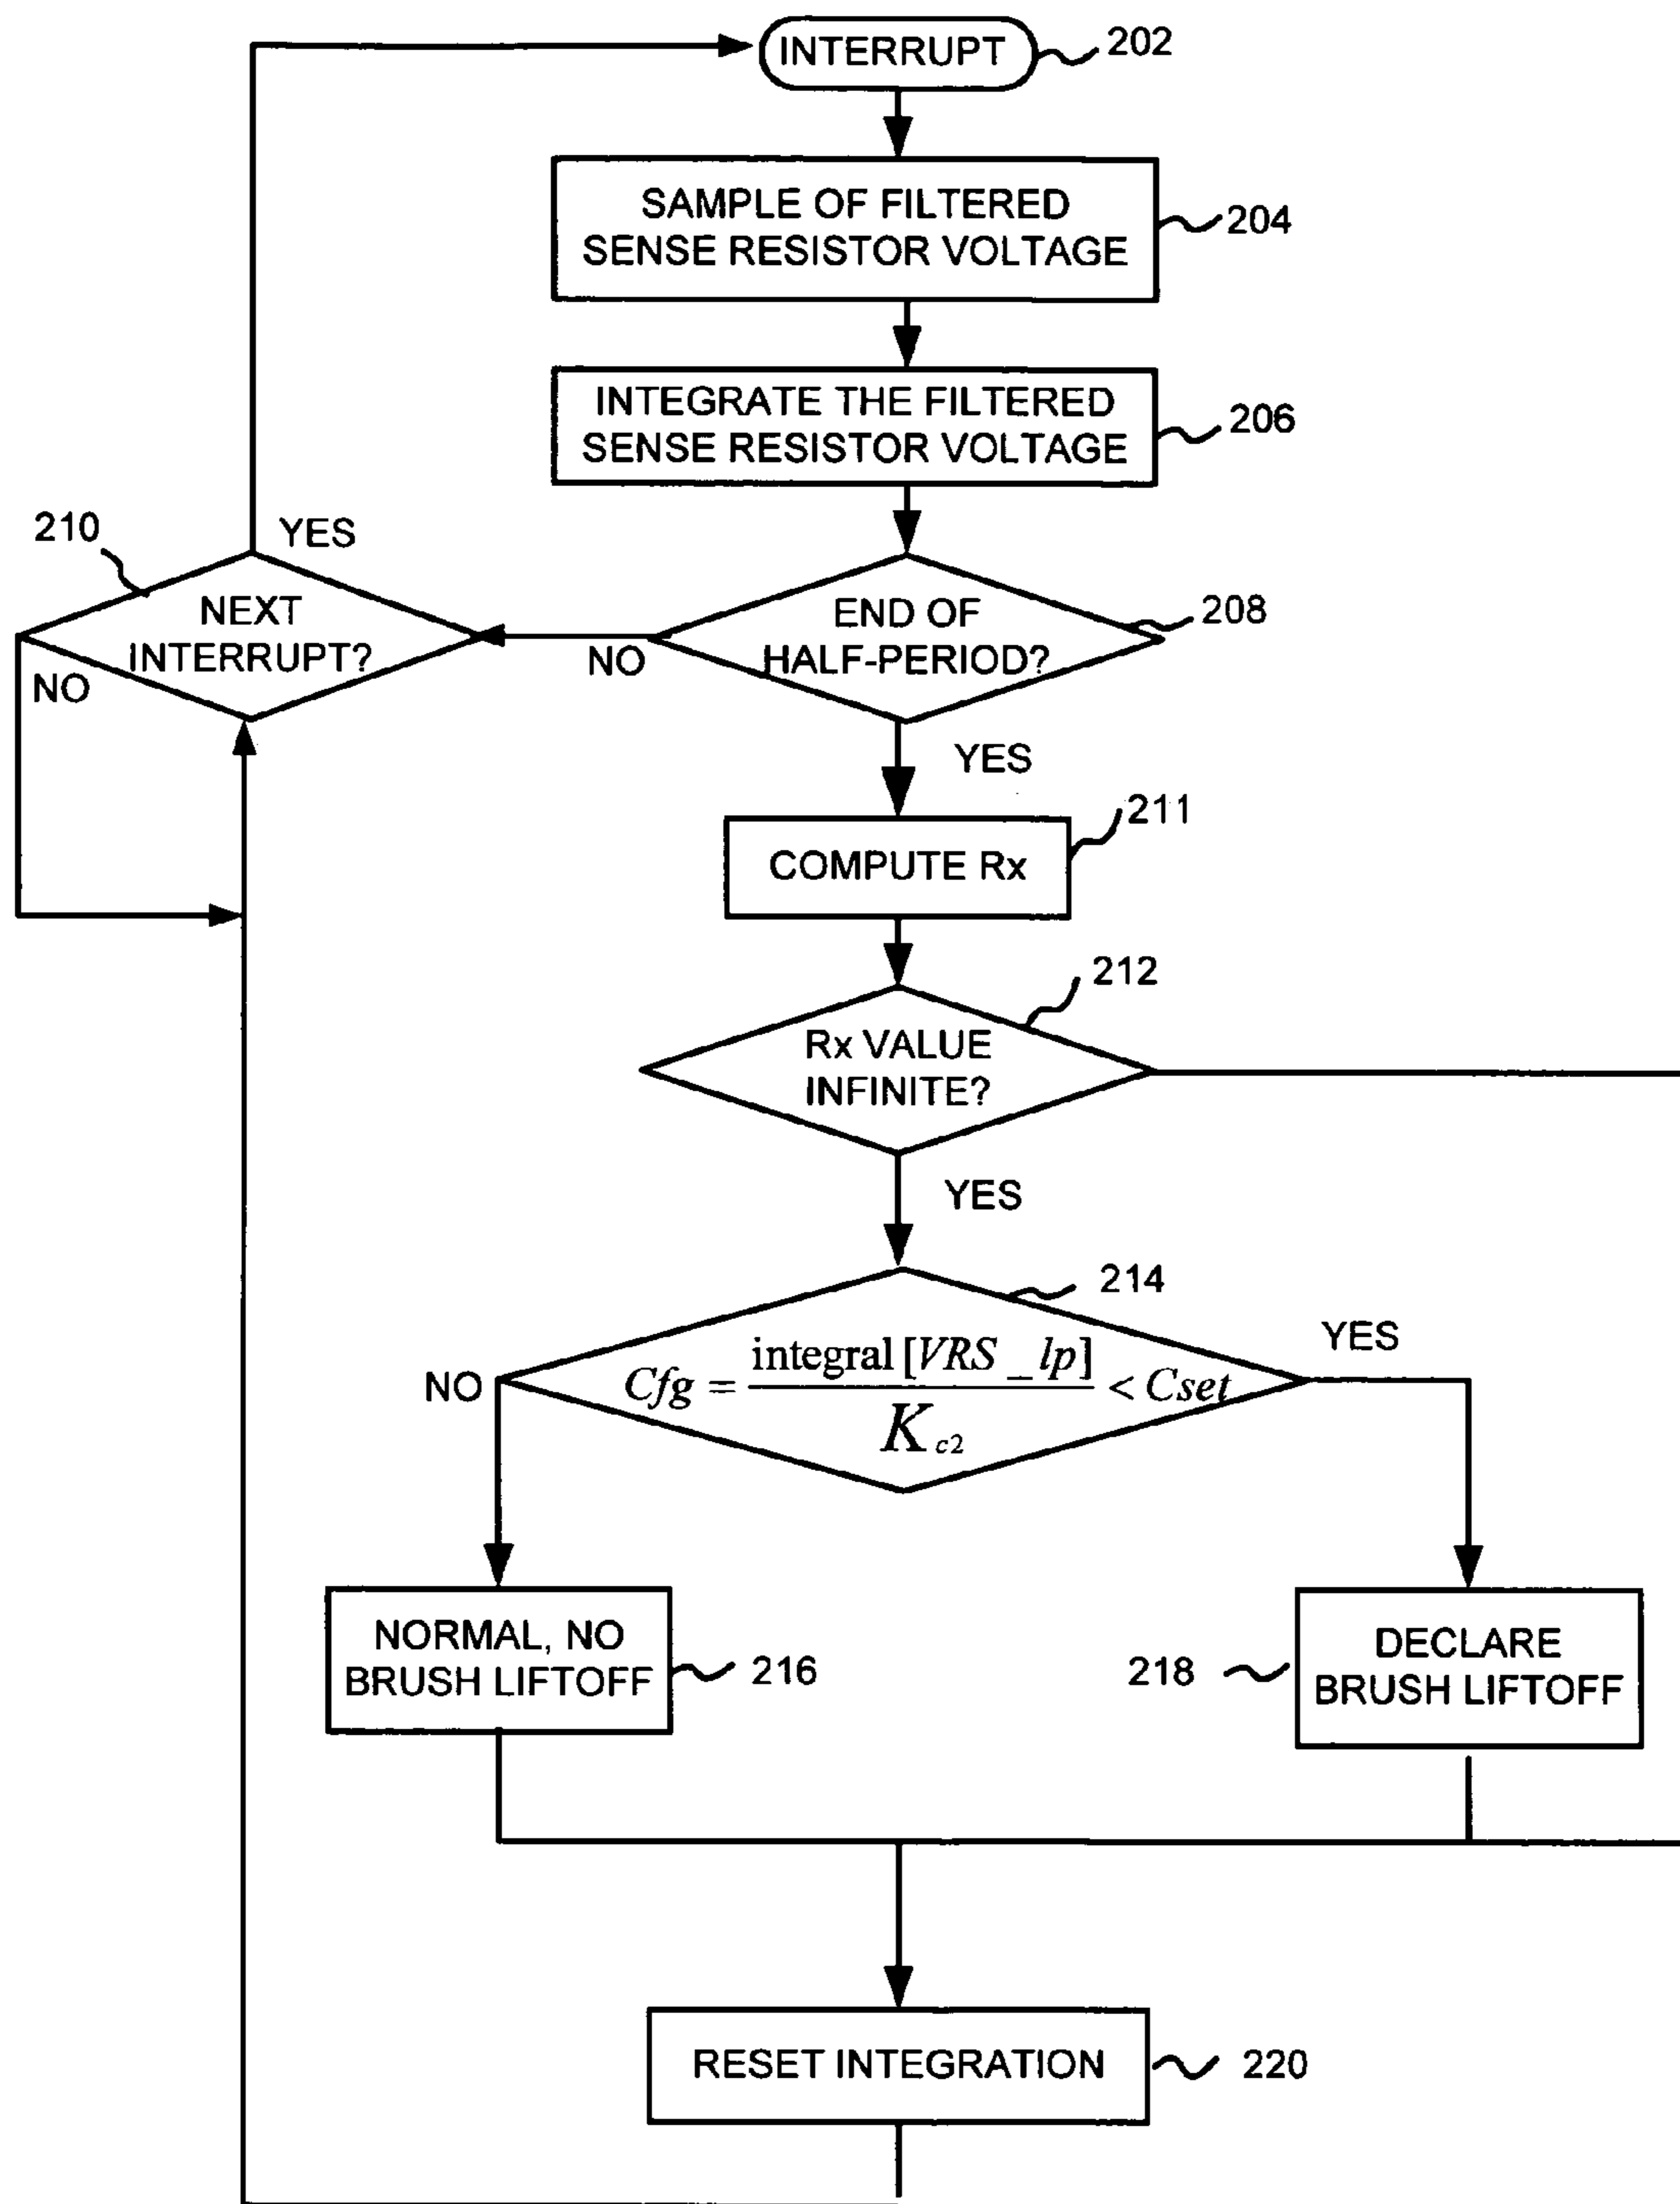 INTERRUPT
202
SAMPLE OF FILTERED
SENSE RESISTOR VOLTAGE
204
INTEGRATE THE FILTERED
SENSE RESISTOR VOLTAGE
206
210
YES
NEXT
INTERRUPT?
NO
END OF
HALF-PERIOD?
208
NO
YES
COMPUTE Rx
211
212
Rx VALUE
INFINITE?
YES
214
NO
Cfg = integral [VRS _ lp] / K c2 < Cset
YES
NORMAL, NO
BRUSH LIFTOFF
216
218
DECLARE
BRUSH LIFTOFF
RESET INTEGRATION
220